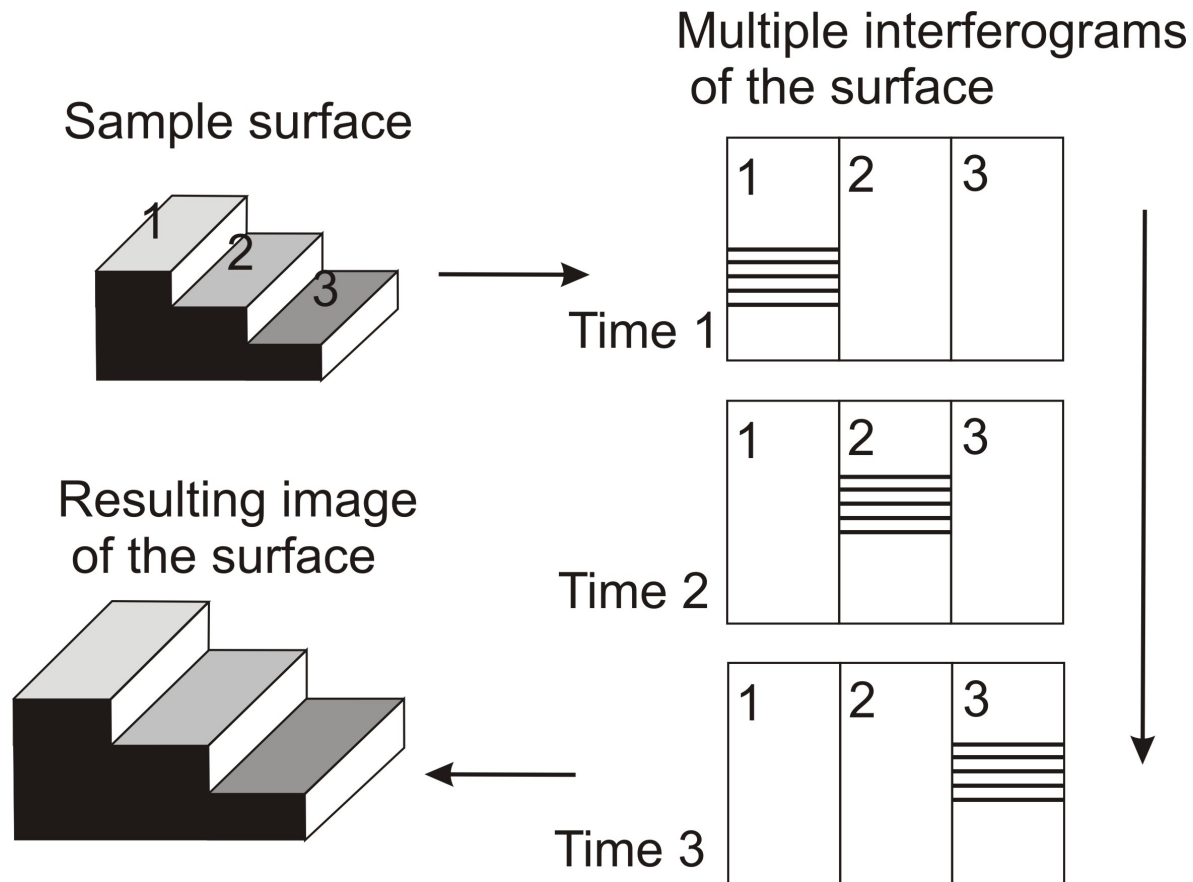 Multiple interferograms
of the surface
Sample surface
1
2
3
1 2 3
Time 1
1 2 3
Time 2
Resulting image
of the surface
1 2 3
Time 3